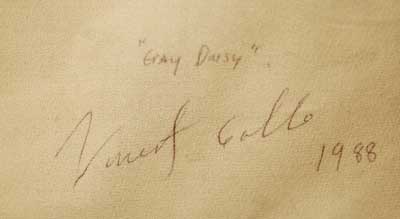 "Gray Daisy".
Vincent Gallo
1988